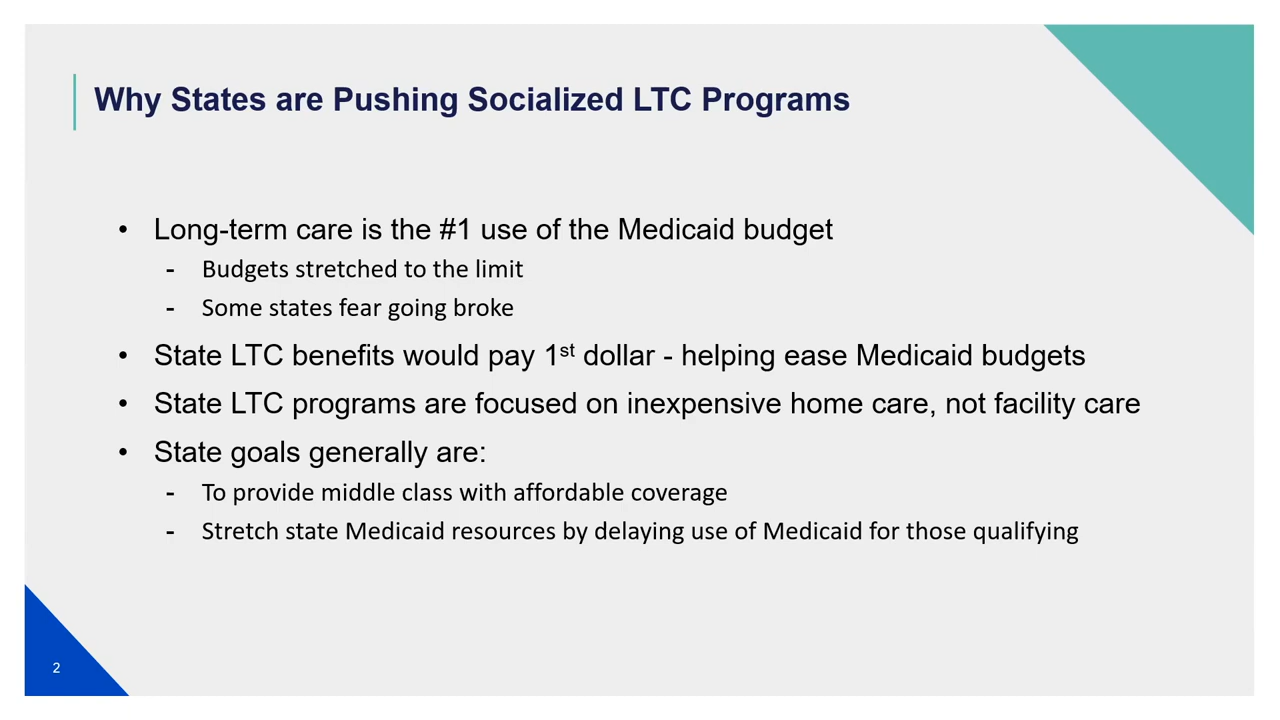 Why States are Pushing Socialized LTC Programs
• Long-term care is the #1 use of the Medicaid budget
- Budgets stretched to the limit
- Some states fear going broke
• State LTC benefits would pay 1st dollar - helping ease Medicaid budgets
• State LTC programs are focused on inexpensive home care, not facility care
• State goals generally are:
- To provide middle class with affordable coverage
- Stretch state Medicaid resources by delaying use of Medicaid for those qualifying
2